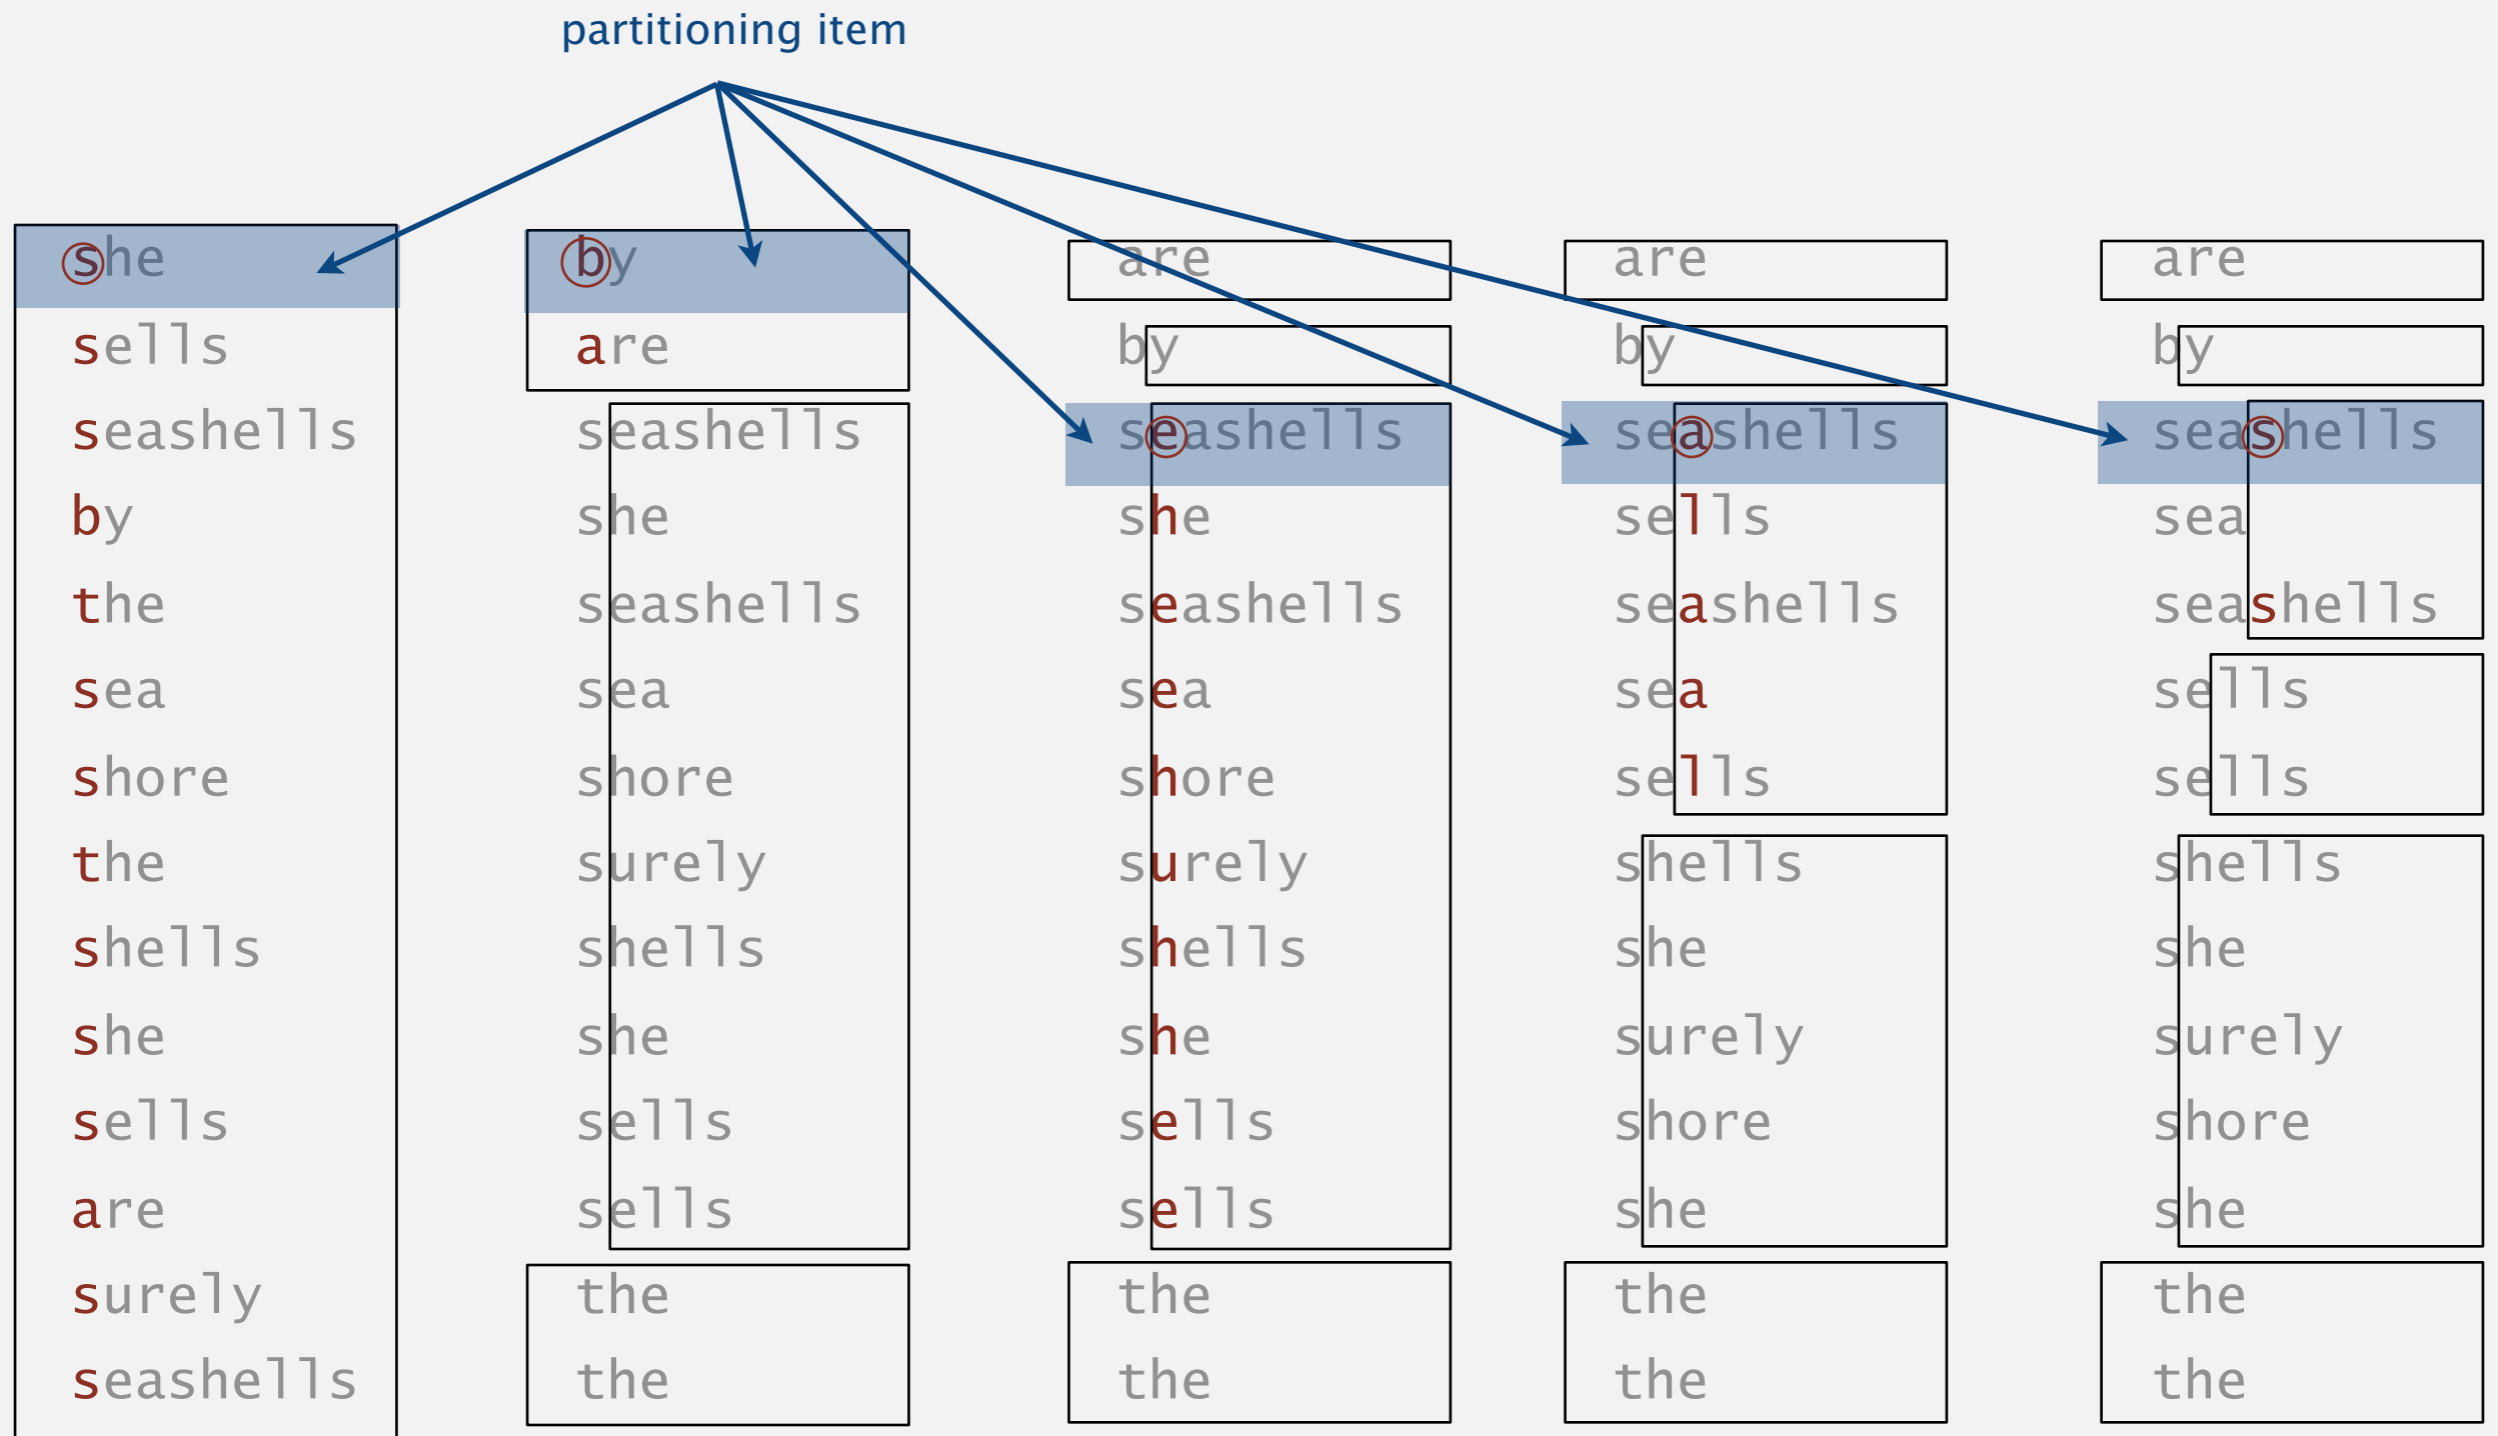 partitioning item
she by are are are
sells are by by by
seashells seashells seashells seashells seashells
by she she sells sea
the seashells seashells seashells seashells
sea sea sea sea sells
shore shore shore sells sells
the surely surely shells shells
shells shells shells she she
she she she surely surely
sells sells sells shore shore
are sells sells she she
surely the the the the
seashells the the the the